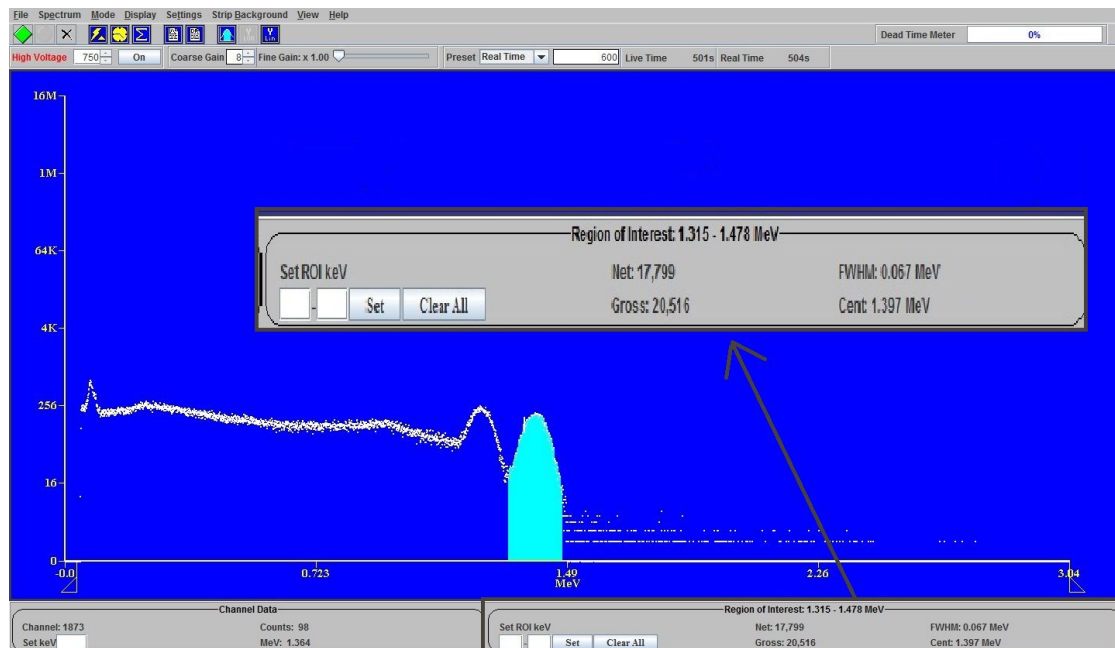 File Spectrum Mode Display Settings Strip Background View Help
Dead Time Meter 0%
High Voltage 750 On Coarse Gain 8 Fine Gain: x 1.00 Preset Real Time 600 Live Time 501s Real Time 504s
16M
1M
Region of Interest: 1.315 - 1.478 MeV
64K
Set ROI keV Net: 17,799 FWHM: 0.067 MeV
- Set Clear All Gross: 20,516 Cent: 1.397 MeV
4K
256
16
0
-0.0 0.723 1.49 2.26 3.04
MeV
Channel Data Region of Interest: 1.315 - 1.478 MeV
Channel: 1873 Counts: 98 Set ROI keV Net: 17,799 FWHM: 0.067 MeV
Set keV MeV: 1.364 - Set Clear All Gross: 20,516 Cent: 1.397 MeV